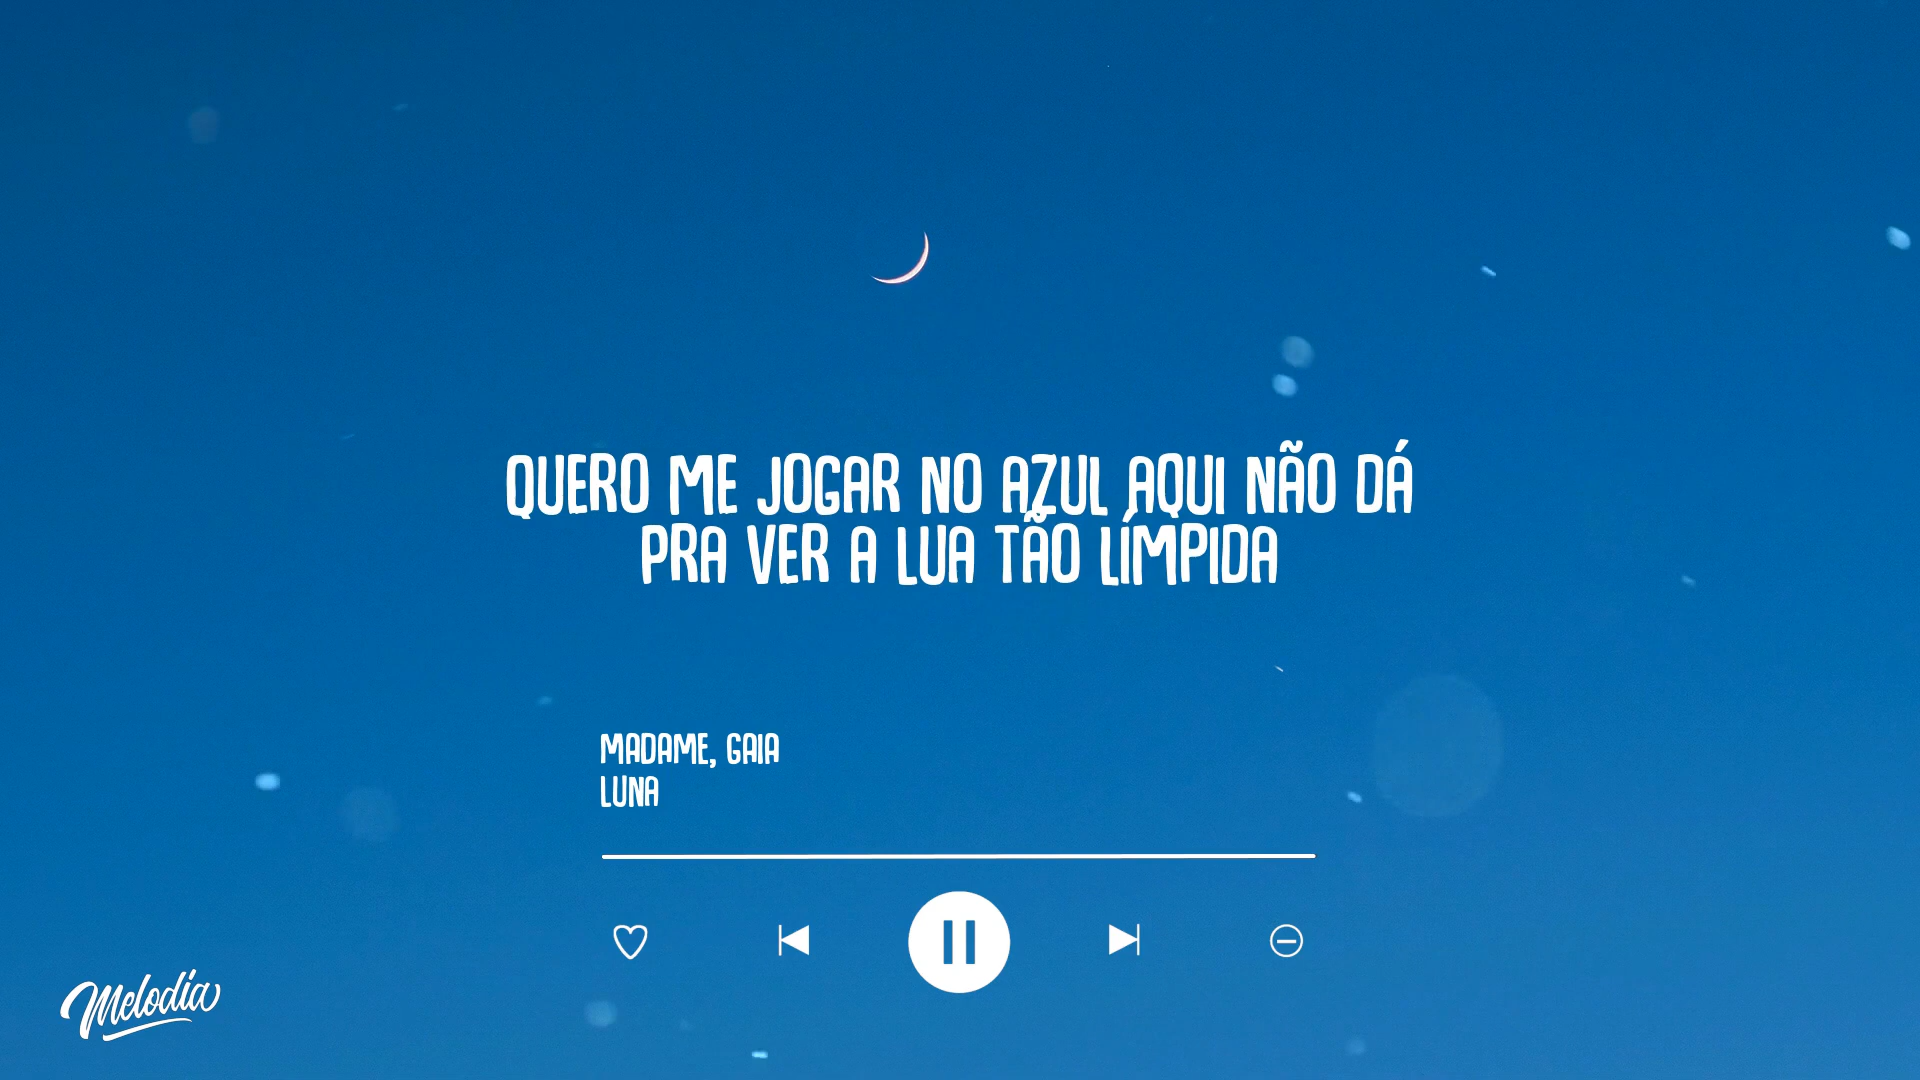 QUERO ME JOGAR NO AZUL AQUI NÃO DÁ
PRA VER A LUA TÃO LÍMPIDA
MADAME, GAIA
LUNA
Melodia